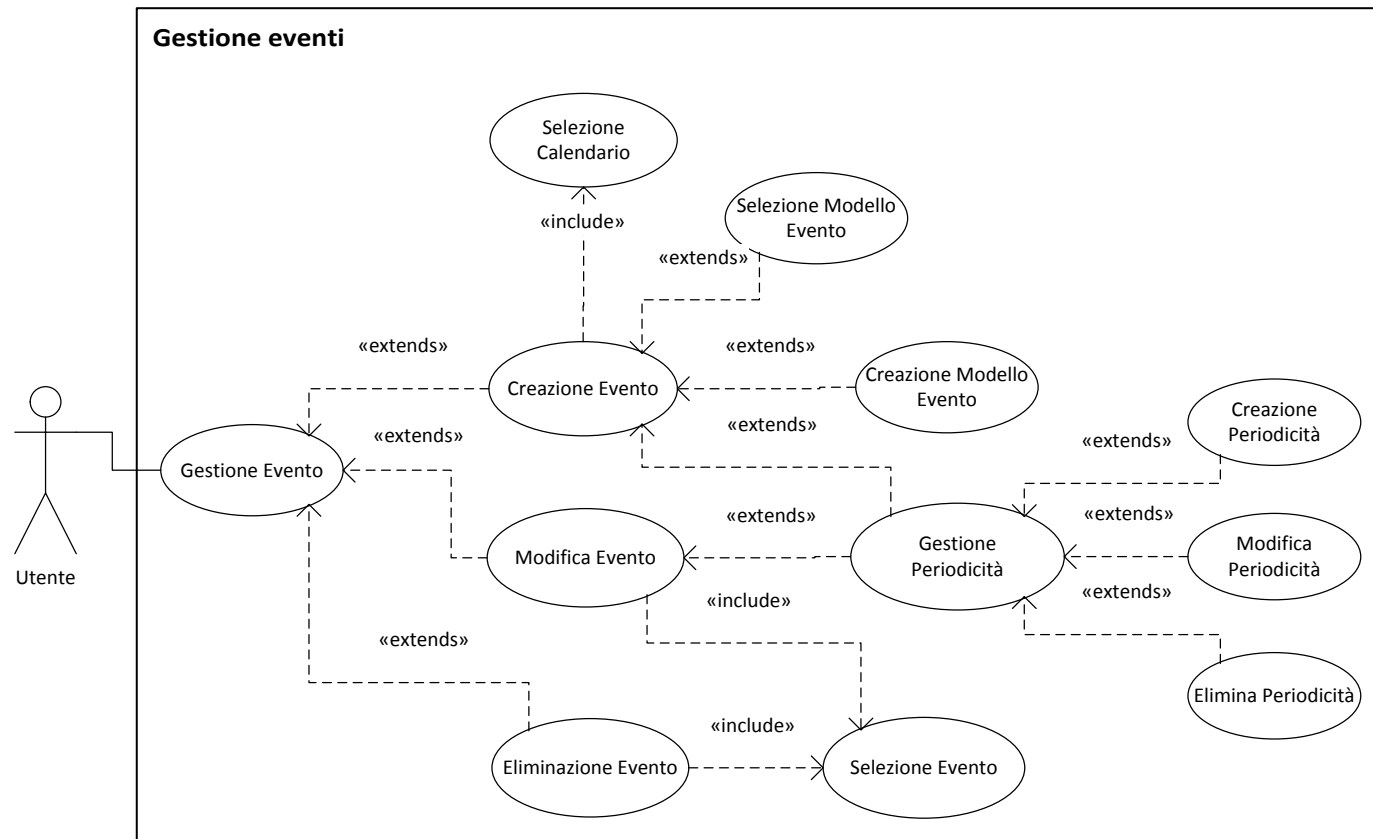 Gestione eventi
Selezione
Calendario
«include»
Selezione Modello
Evento
«extends»
«extends»
Creazione Evento
«extends»
Creazione Modello
Evento
Creazione
Periodicità
«extends»
«extends»
«extends»
Gestione Evento
Utente
Modifica Evento
«extends»
Gestione
Periodicità
«extends»
Modifica
Periodicità
«include»
«extends»
«extends»
Elimina Periodicità
Eliminazione Evento
«include»
Selezione Evento